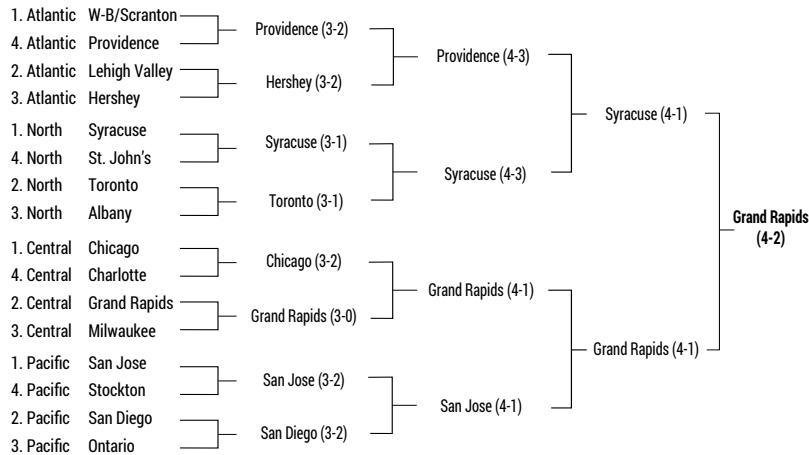 1. Atlantic W-B/Scranton
4. Atlantic Providence
2. Atlantic Lehigh Valley
3. Atlantic Hershey
1. North Syracuse
4. North St. John's
2. North Toronto
3. North Albany
1. Central Chicago
4. Central Charlotte
2. Central Grand Rapids
3. Central Milwaukee
1. Pacific San Jose
4. Pacific Stockton
2. Pacific San Diego
3. Pacific Ontario
Providence (3-2)
Hershey (3-2)
Syracuse (3-1)
Toronto (3-1)
Chicago (3-2)
Grand Rapids (3-0)
San Jose (3-2)
San Diego (3-2)
Providence (4-3)
Syracuse (4-3)
Grand Rapids (4-1)
San Jose (4-1)
Syracuse (4-1)
Grand Rapids (4-1)
Grand Rapids
(4-2)